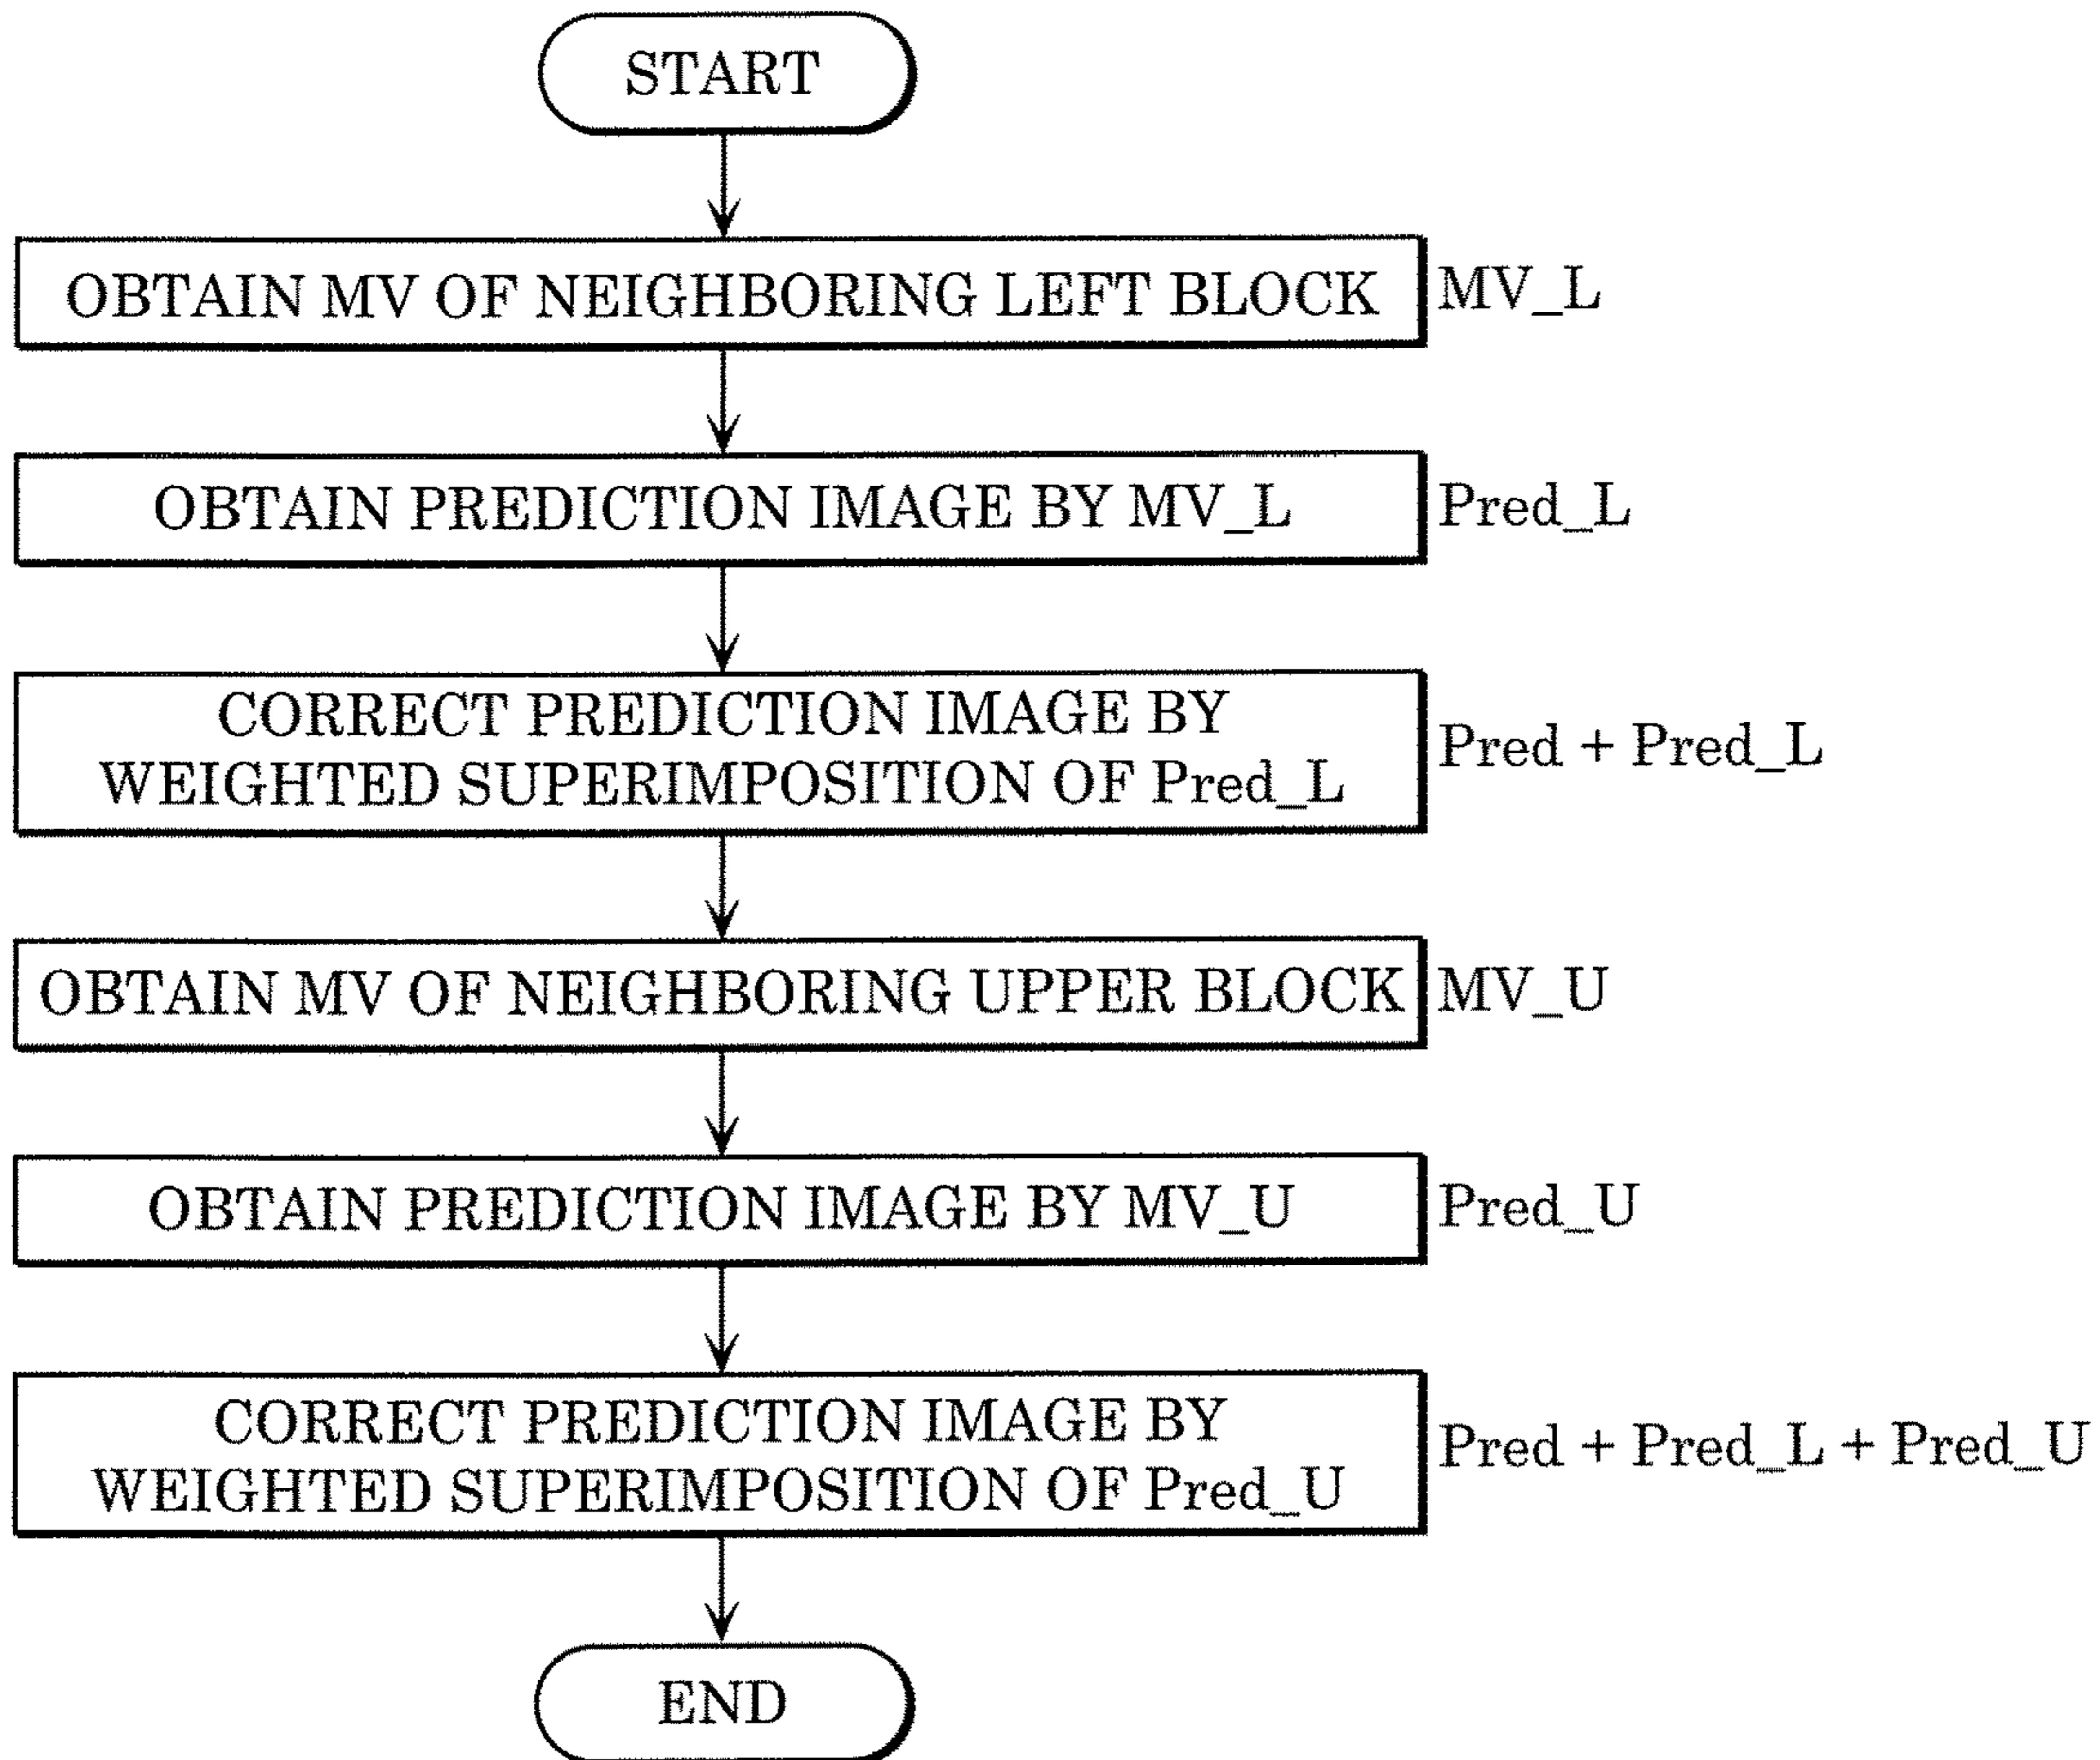 START
OBTAIN MV OF NEIGHBORING LEFT BLOCK
MV_L
OBTAIN PREDICTION IMAGE BY MV_L
Pred_L
CORRECT PREDICTION IMAGE BY
WEIGHTED SUPERIMPOSITION OF Pred_L
Pred + Pred_L
OBTAIN MV OF NEIGHBORING UPPER BLOCK
MV_U
OBTAIN PREDICTION IMAGE BY MV_U
Pred_U
CORRECT PREDICTION IMAGE BY
WEIGHTED SUPERIMPOSITION OF Pred_U
Pred + Pred_L + Pred_U
END